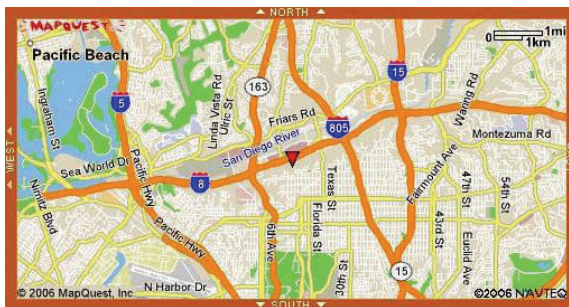 NORTH
MAPQUEST
Pacific Beach
0
1mi
1km
15
163
5
805
Ingraham St
Linda Vista Rd
Ulric St
Friars Rd
Waring Rd
Montezuma Rd
San Diego River
WEST
EAST
Sea World Dr
Pacific Hwy
8
Nimitz Blvd
Texas St
Fairmount Ave
47th St
54th St
Pacific Hwy
6th Ave
Florida St
43rd St
Euclid Ave
30th St
15
N Harbor Dr
© 2006 MapQuest, Inc.
©2006 NAVTEQ
SOUTH